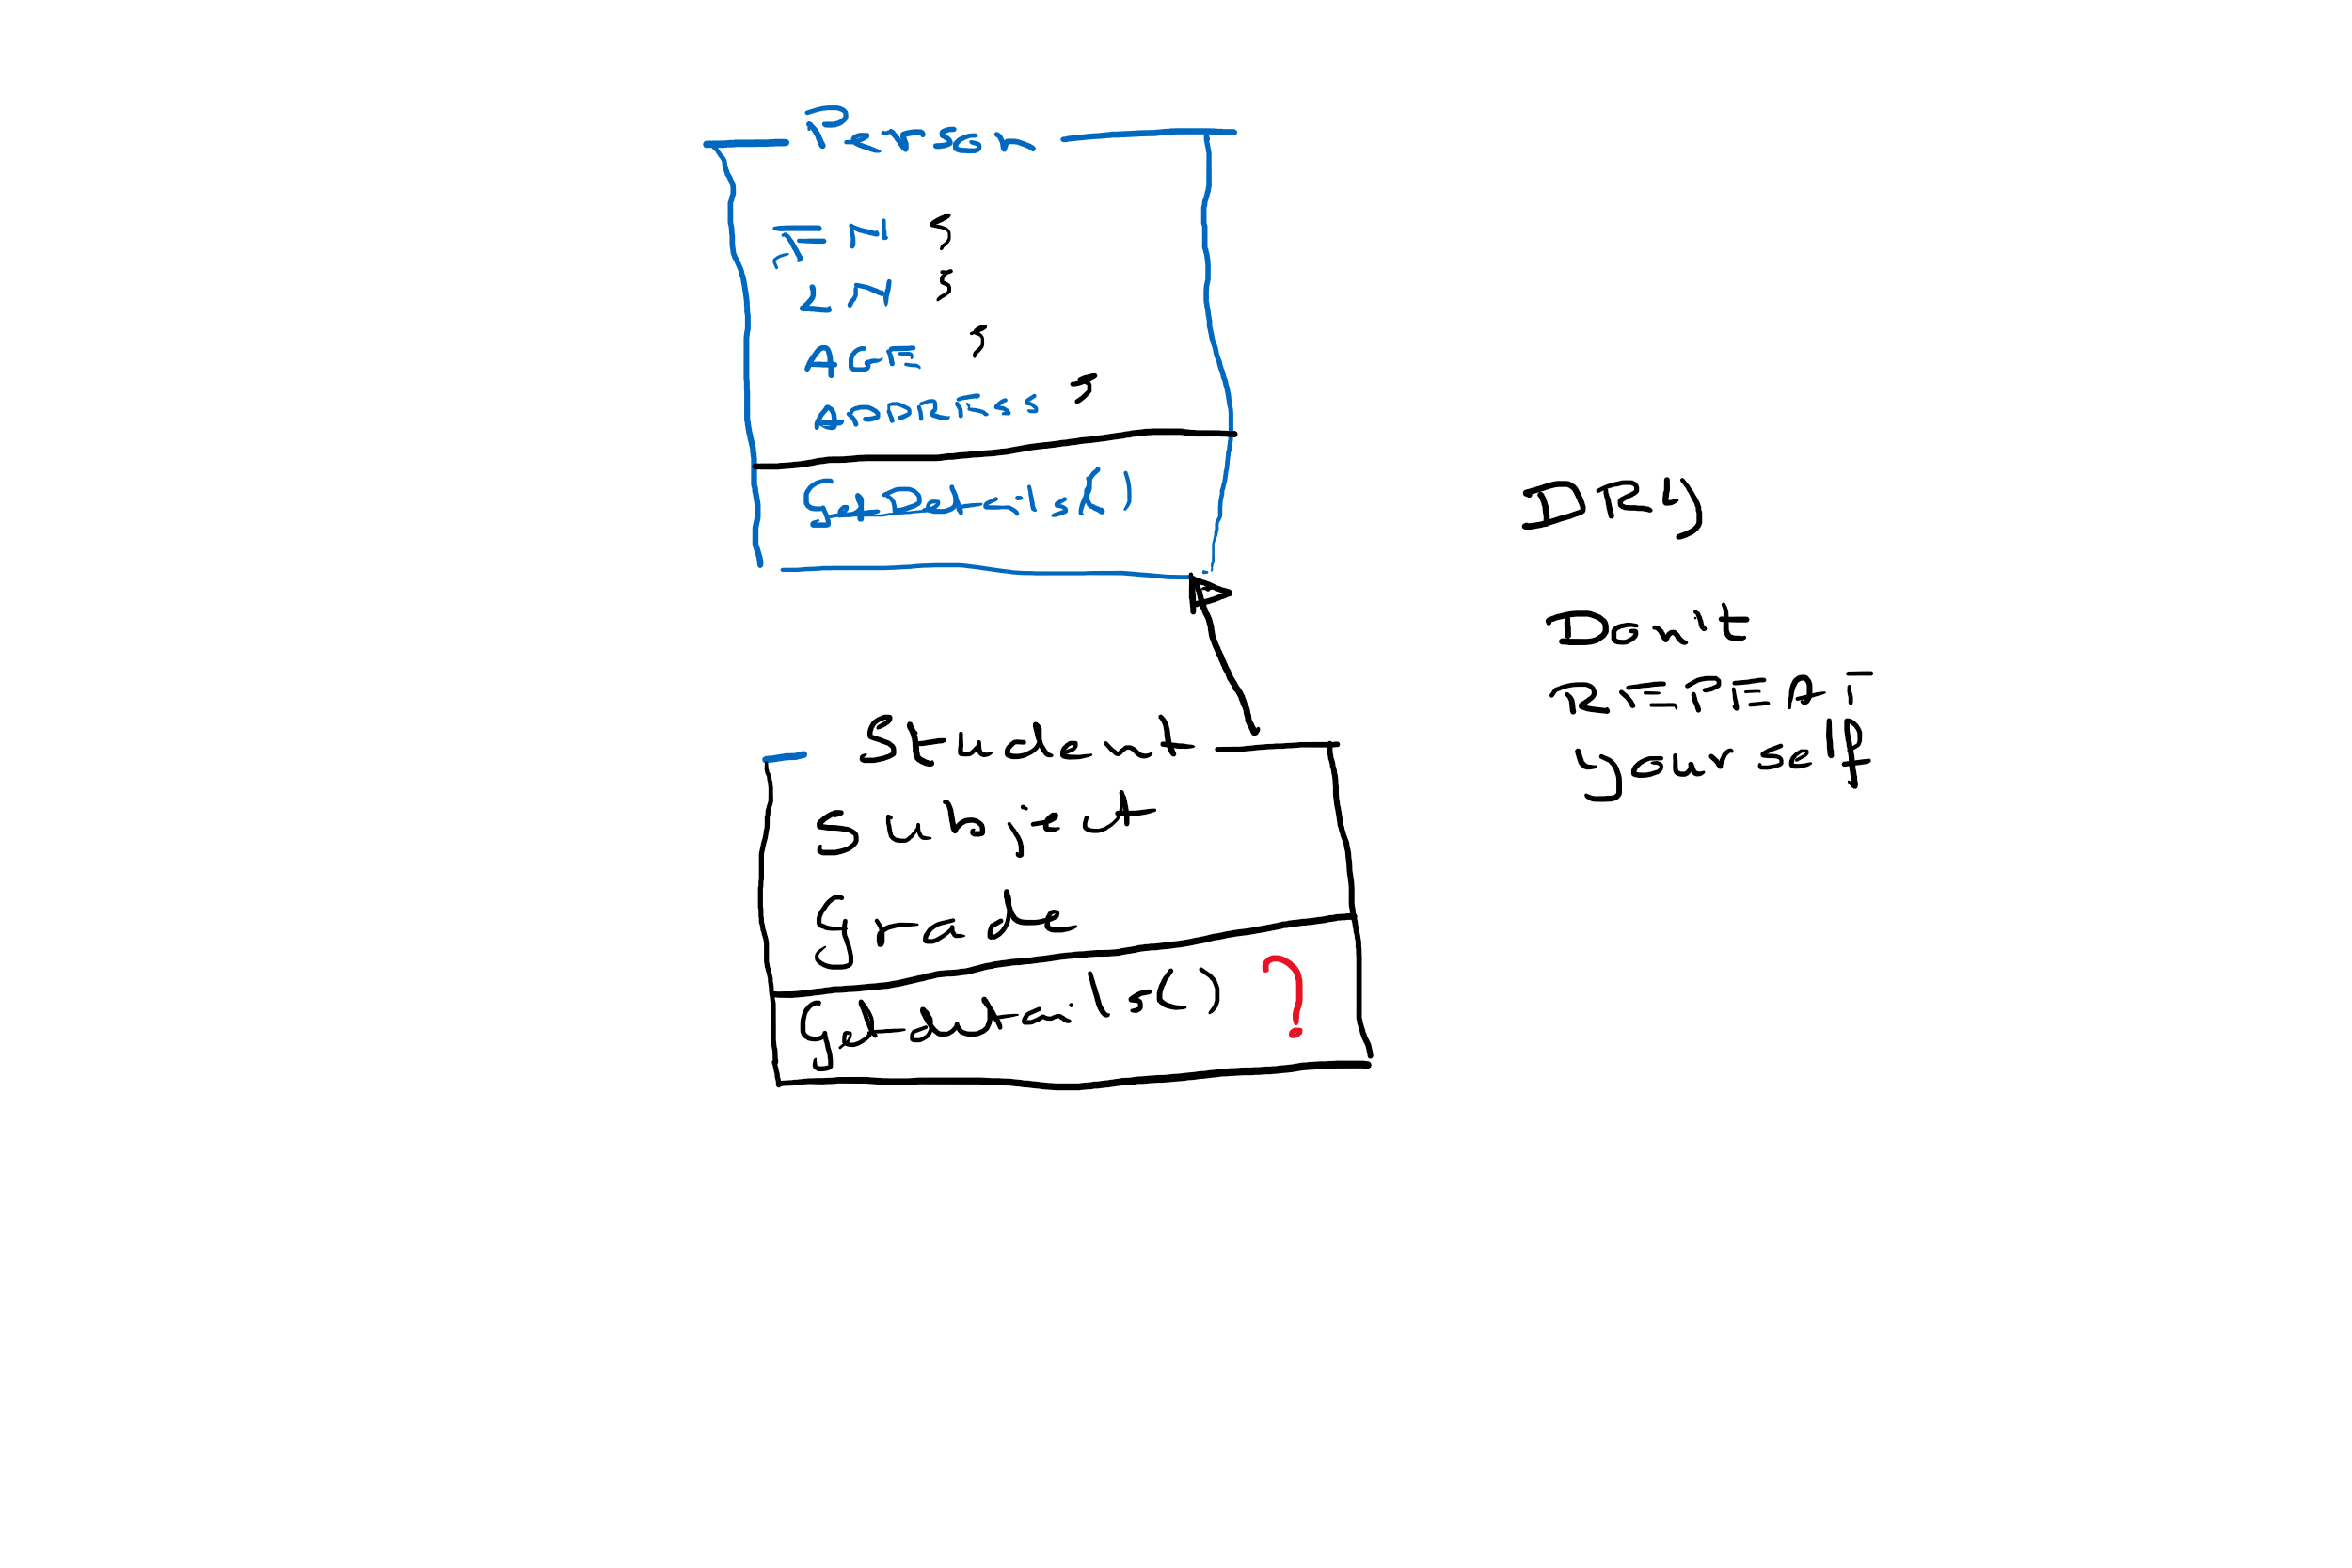 Person
FN ;
LN ;
AGE ;
ADDRESS ;
GetDetails()
Student
Subject
Grade
getdetails() ?
DRY
Don't
REPEAT
yourself